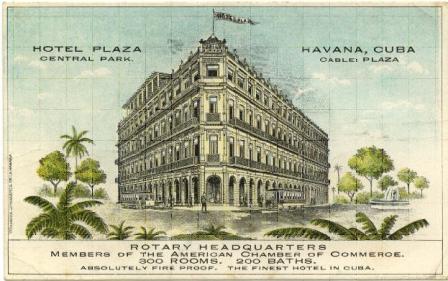 HOTEL PLAZA
CENTRAL PARK.
HAVANA, CUBA
CABLE: PLAZA
ROTARY HEADQUARTERS
MEMBERS OF THE AMERICAN CHAMBER OF COMMERCE.
300 ROOMS. 200 BATHS.
ABSOLUTELY FIRE PROOF. THE FINEST HOTEL IN CUBA.